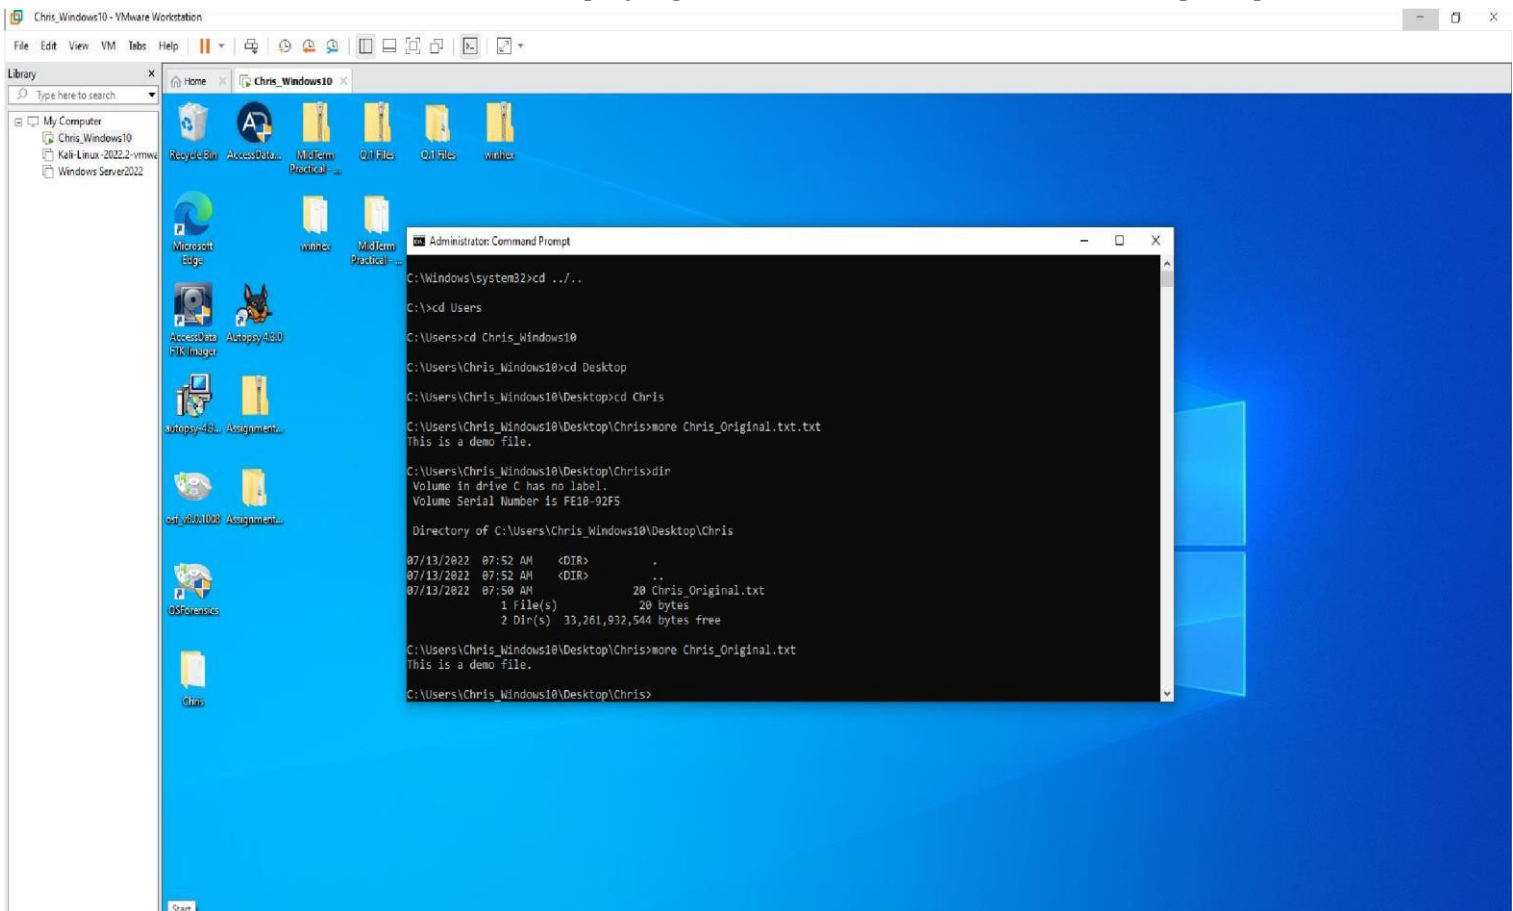 Chris_Windows10 - VMware Workstation
File Edit View VM Tabs Help
Library
Type here to search
My Computer
Chris_Windows10
Kali-Linux-2022.2-vmwa
Windows Server2022
Home
Chris_Windows10
Recycle Bin
AccessData...
MidTerm
Practical - ...
Q.1 Files
Q.1 Files
winhex
Microsoft
Edge
winhex
MidTerm
Practical - ...
AccessData
FTK Imager
Autopsy 4.3.0
autopsy-4.3...
Assignment...
osf_v8.0.1008
Assignment...
OSForensics
Chris
Start
Administrator: Command Prompt
C:\Windows\system32>cd ../..
C:\>cd Users
C:\Users>cd Chris_Windows10
C:\Users\Chris_Windows10>cd Desktop
C:\Users\Chris_Windows10\Desktop>cd Chris
C:\Users\Chris_Windows10\Desktop\Chris>more Chris_Original.txt.txt
This is a demo file.
C:\Users\Chris_Windows10\Desktop\Chris>dir
Volume in drive C has no label.
Volume Serial Number is FE10-92F5
Directory of C:\Users\Chris_Windows10\Desktop\Chris
07/13/2022 07:52 AM <DIR> .
07/13/2022 07:52 AM <DIR> ..
07/13/2022 07:50 AM 20 Chris_Original.txt
1 File(s) 20 bytes
2 Dir(s) 33,261,932,544 bytes free
C:\Users\Chris_Windows10\Desktop\Chris>more Chris_Original.txt
This is a demo file.
C:\Users\Chris_Windows10\Desktop\Chris>